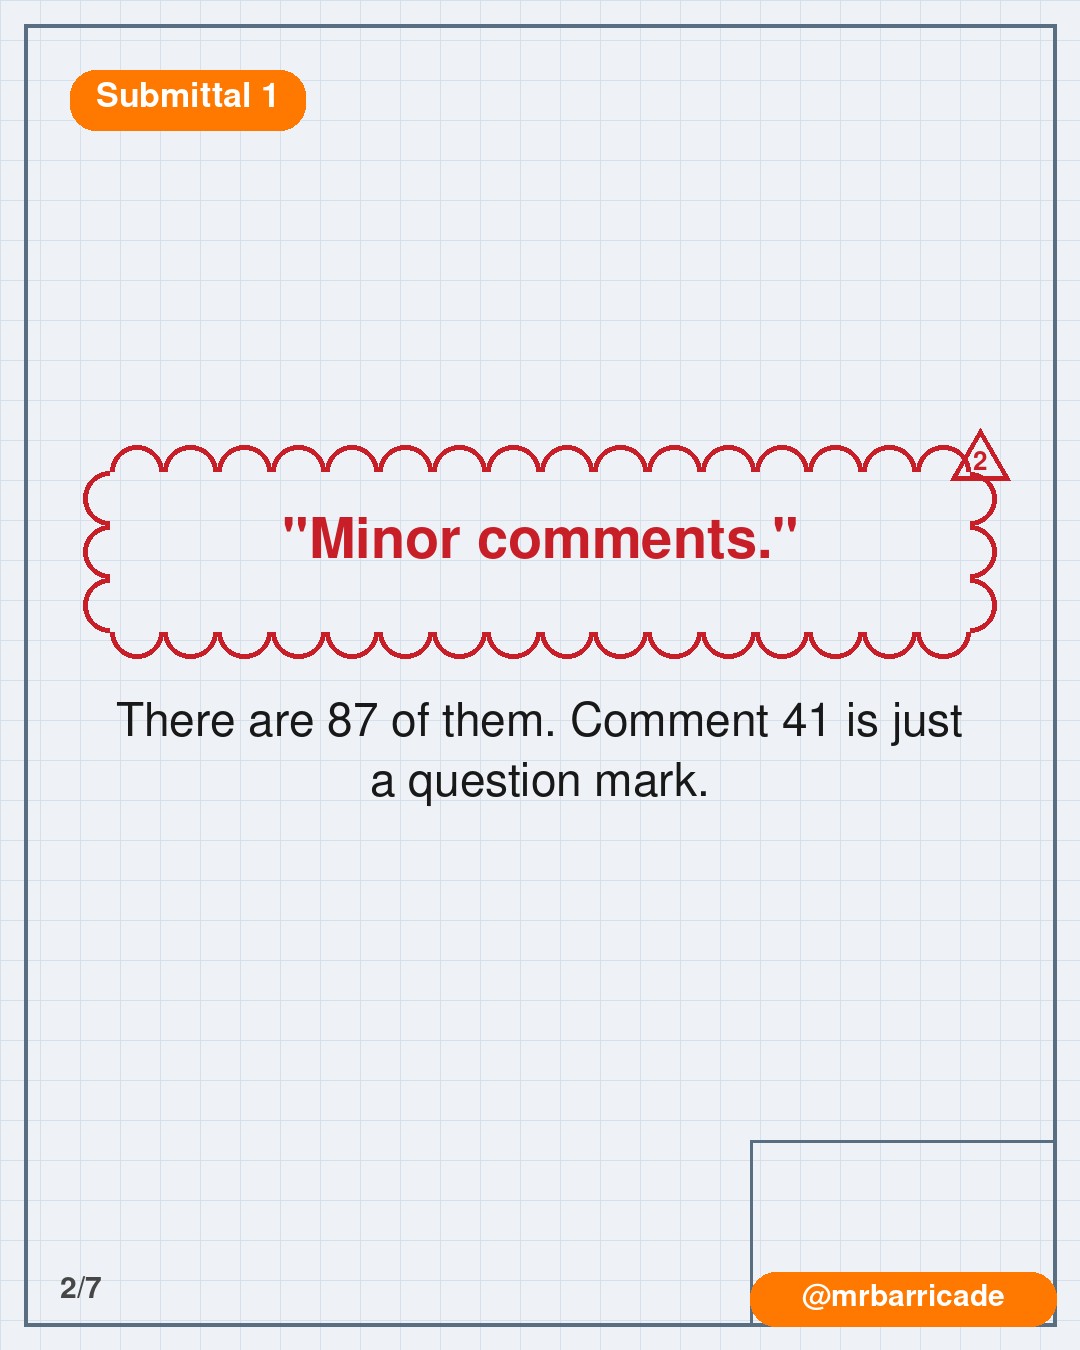 Submittal 1
2
"Minor comments."
There are 87 of them. Comment 41 is just
a question mark.
2/7
@mrbarricade